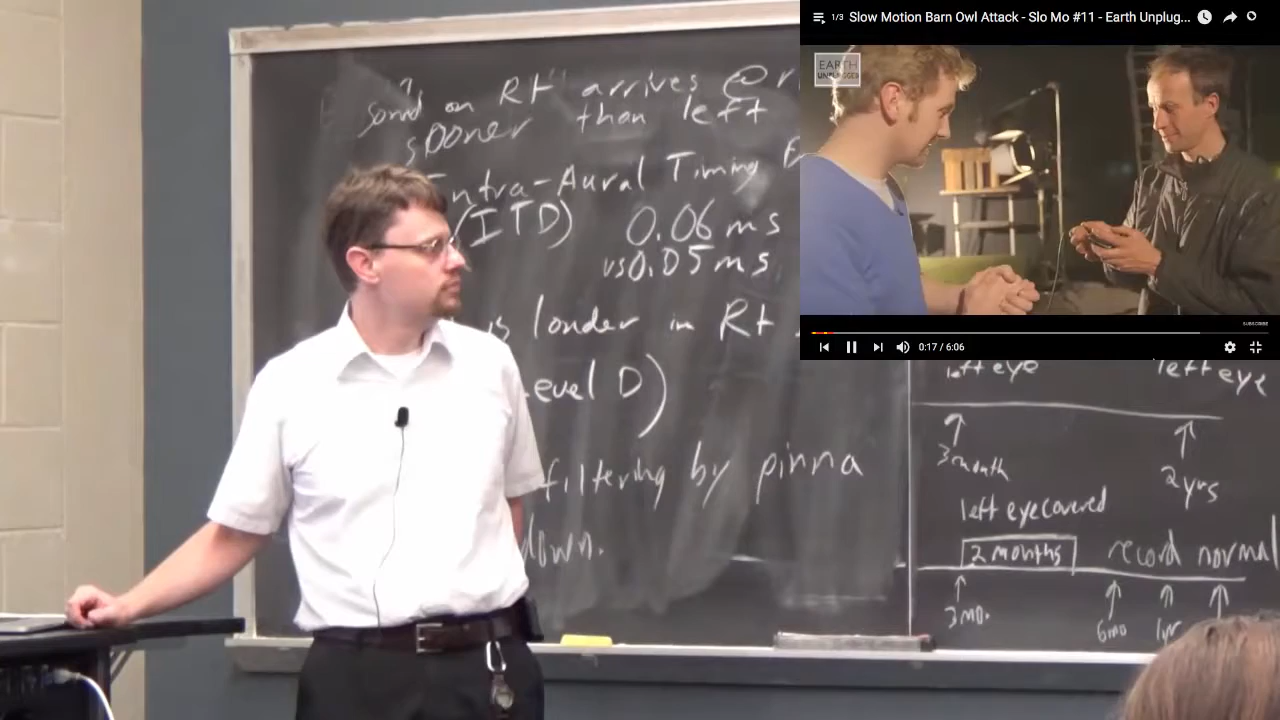 sound on Rt arrives @ r
sooner than left
Intra-Aural Timing
(ITD) 0.06 ms
vs 0.05 ms
is louder in Rt
Level D)
filtering by pinna
down.
left eye left eye
3 month 2 yrs
left eye covered
2 months record normal
3 mo. 6 mo 1 yr
1/3 Slow Motion Barn Owl Attack - Slo Mo #11 - Earth Unplug...
EARTH
UNPLUGGED
SUBSCRIBE
0:17 / 6:06